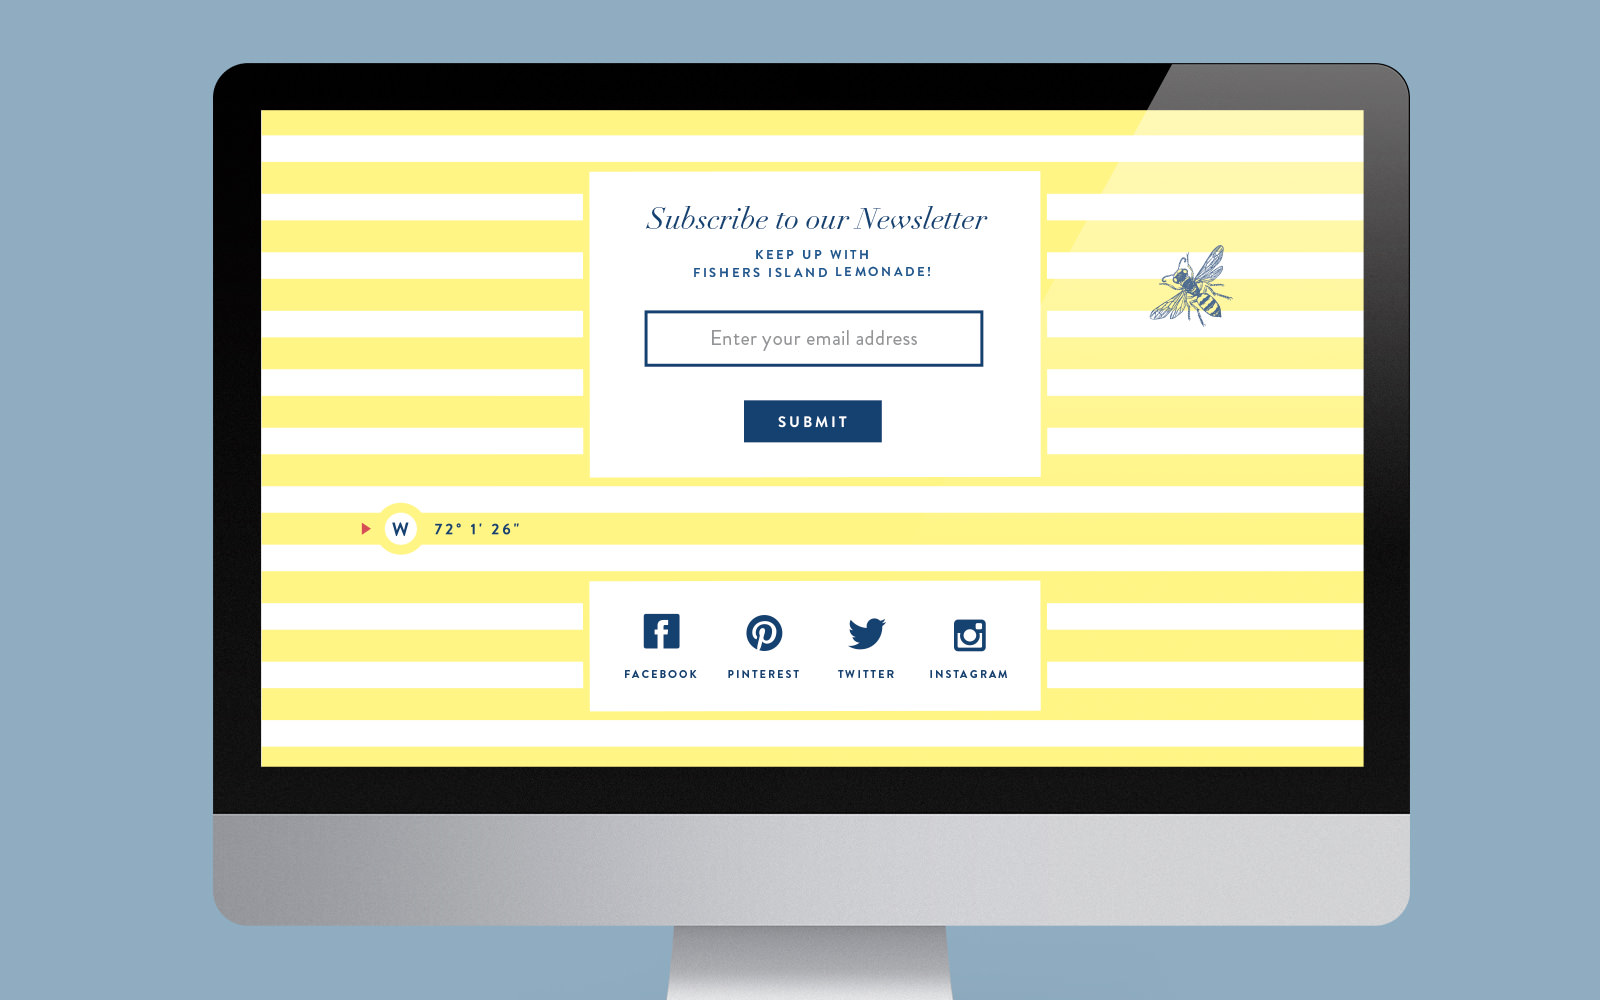 Subscribe to our Newsletter
KEEP UP WITH
FISHERS ISLAND LEMONADE!
Enter your email address
SUBMIT
W 72° 1' 26"
FACEBOOK PINTEREST TWITTER INSTAGRAM